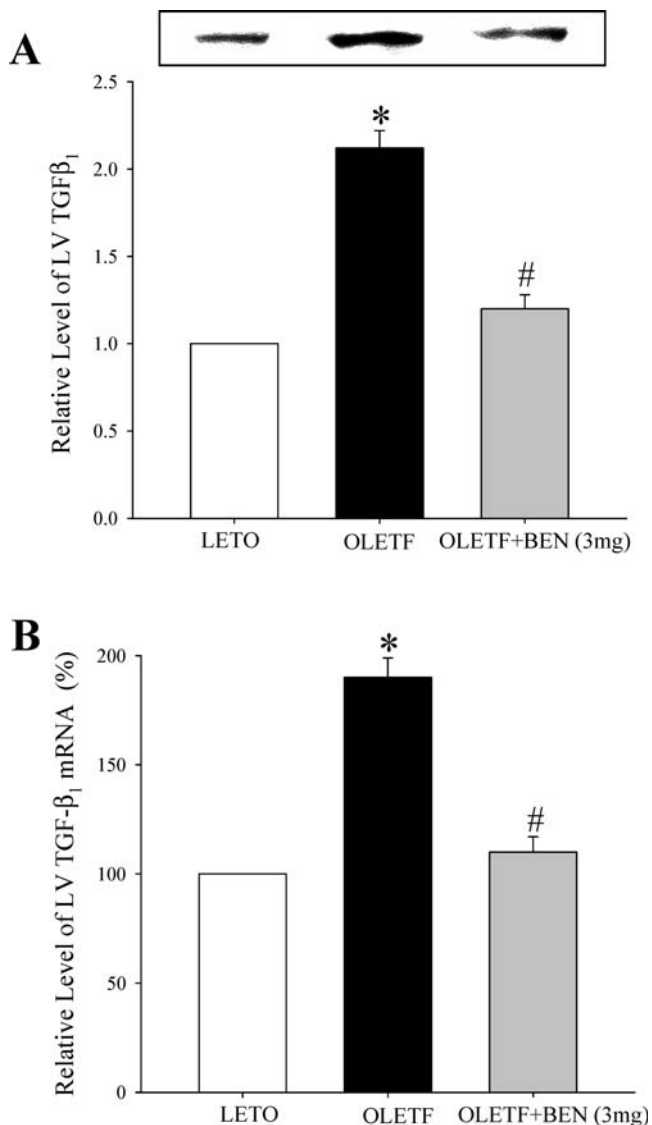 A
Relative Level of LV TGFβ₁
2.5
*
2.0
1.5
#
1.0
0.5
0.0
LETO OLETF OLETF+BEN (3mg)
B
Relative Level of LV TGF-β₁ mRNA (%)
200
*
150
#
100
50
0
LETO OLETF OLETF+BEN (3mg)